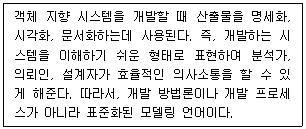 객체 지향 시스템을 개발할 때 산출물을 명세화,
시각화, 문서화하는데 사용된다. 즉, 개발하는 시
스템을 이해하기 쉬운 형태로 표현하여 분석가,
의뢰인, 설계자가 효율적인 의사소통을 할 수 있
게 해준다. 따라서, 개발 방법론이나 개발 프로세
스가 아니라 표준화된 모델링 언어이다.